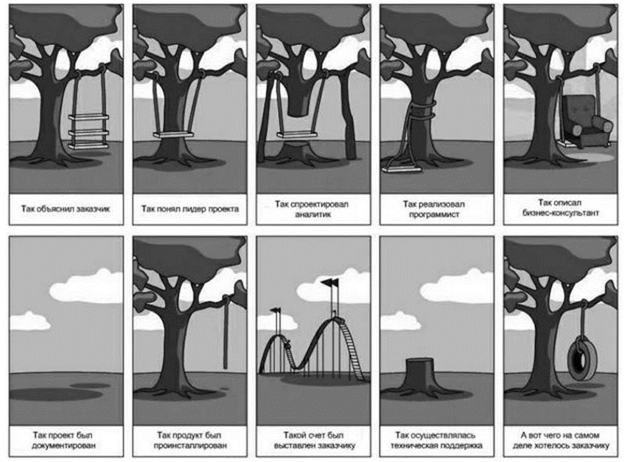 Так объяснил заказчик
Так понял лидер проекта
Так спроектировал
аналитик
Так реализовал
программист
Так описал
бизнес-консультант
Так проект был
документирован
Так продукт был
проинсталлирован
Такой счет был
выставлен заказчику
Так осуществлялась
техническая поддержка
А вот чего на самом
деле хотелось заказчику